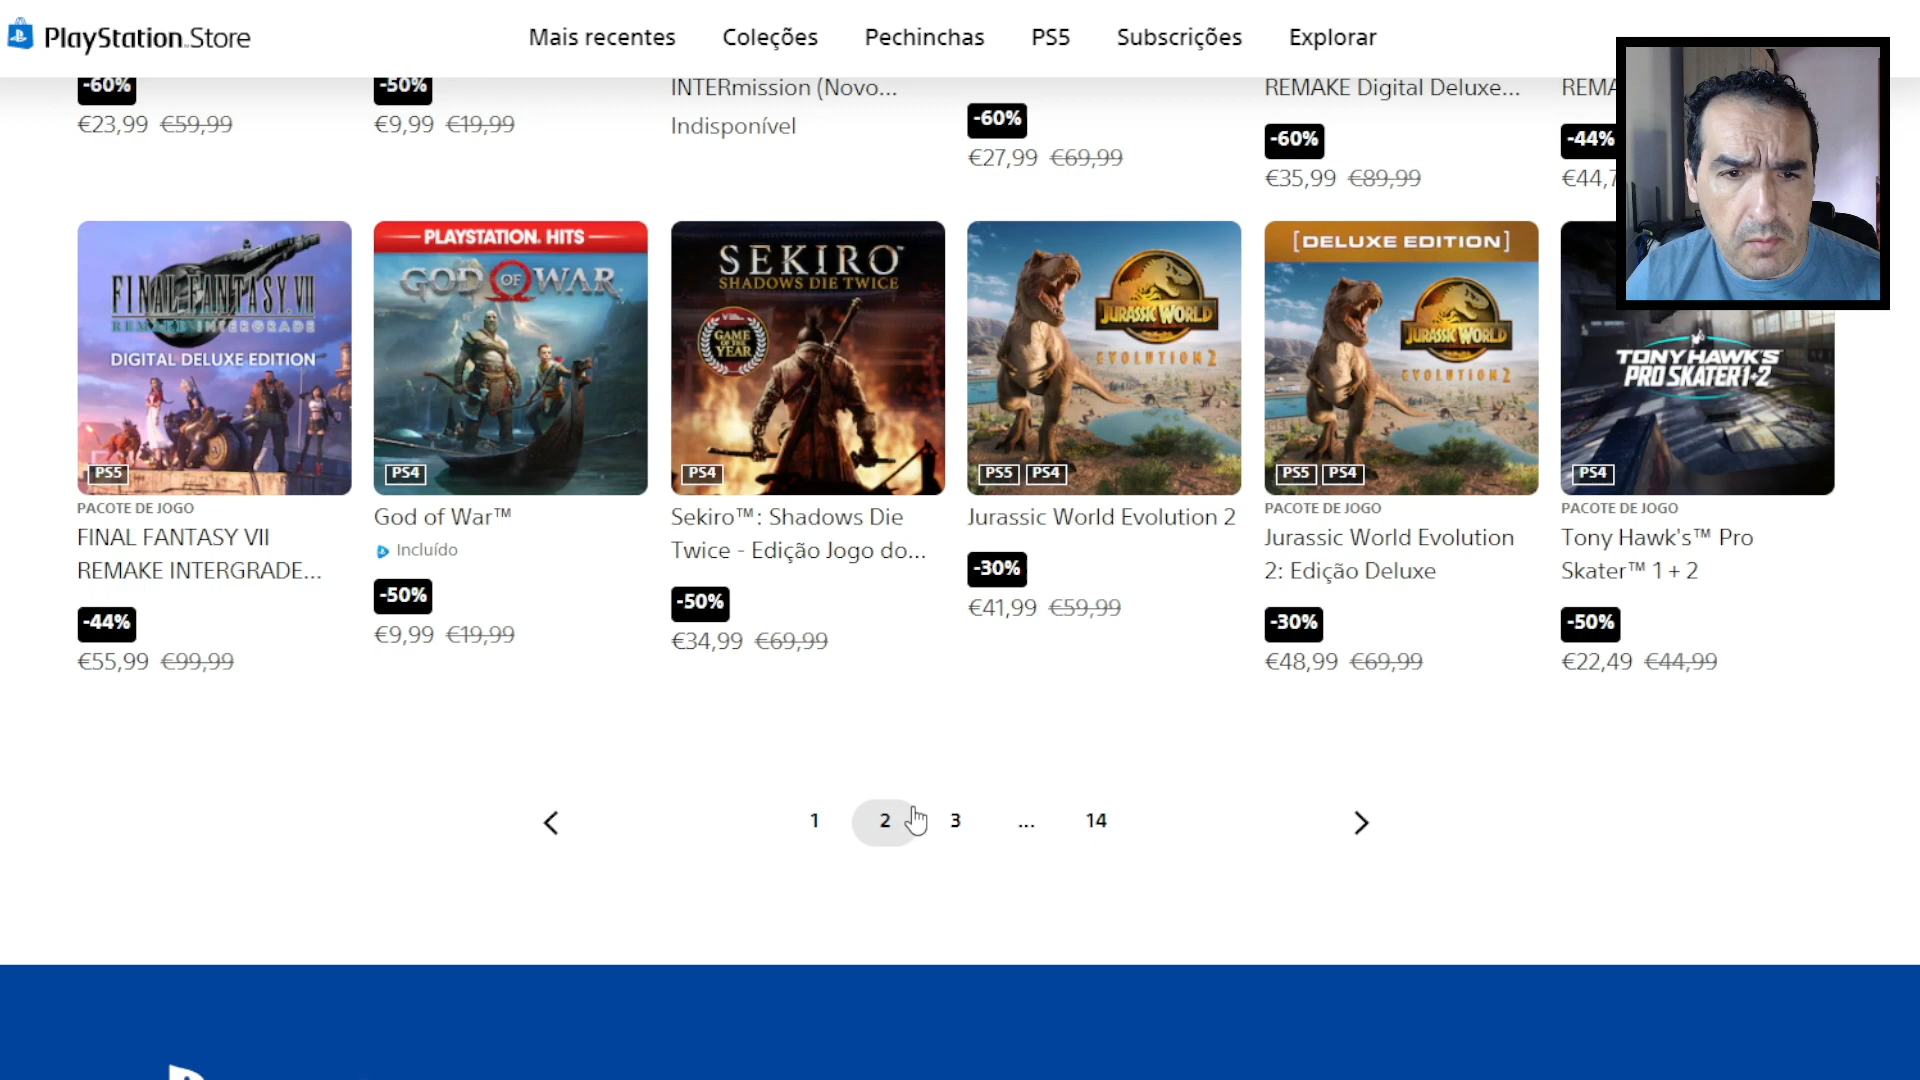 PlayStation Store
Mais recentes
Coleções
Pechinchas
PS5
Subscrições
Explorar
-60%
€23,99 €59,99
-50%
€9,99 €19,99
INTERmission (Novo...
Indisponível
-60%
€27,99 €69,99
REMAKE Digital Deluxe...
-60%
€35,99 €89,99
REMA
-44%
€44,7
FINAL FANTASY VII
REMAKE INTERGRADE
DIGITAL DELUXE EDITION
PS5
PACOTE DE JOGO
FINAL FANTASY VII
REMAKE INTERGRADE...
-44%
€55,99 €99,99
PLAYSTATION HITS
GOD OF WAR
PS4
God of War™
Incluído
-50%
€9,99 €19,99
SEKIRO™
SHADOWS DIE TWICE
GAME
OF THE
YEAR
PS4
Sekiro™: Shadows Die
Twice - Edição Jogo do...
-50%
€34,99 €69,99
JURASSIC WORLD
EVOLUTION 2
PS5 PS4
Jurassic World Evolution 2
-30%
€41,99 €59,99
[DELUXE EDITION]
JURASSIC WORLD
EVOLUTION 2
PS5 PS4
PACOTE DE JOGO
Jurassic World Evolution
2: Edição Deluxe
-30%
€48,99 €69,99
TONY HAWK'S
PRO SKATER 1+2
PS4
PACOTE DE JOGO
Tony Hawk's™ Pro
Skater™ 1 + 2
-50%
€22,49 €44,99
1 2 3 ... 14